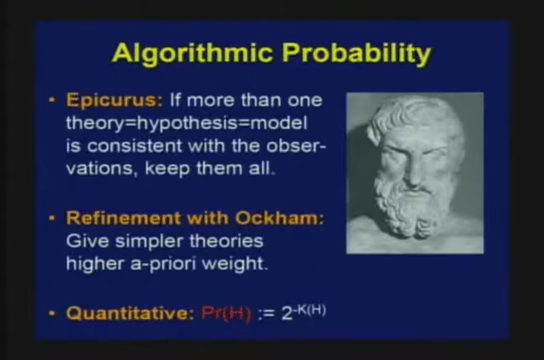 Algorithmic Probability
• Epicurus: If more than one
theory=hypothesis=model
is consistent with the obser-
vations, keep them all.
• Refinement with Ockham:
Give simpler theories
higher a-priori weight.
• Quantitative: Pr(H) := 2^-K(H)